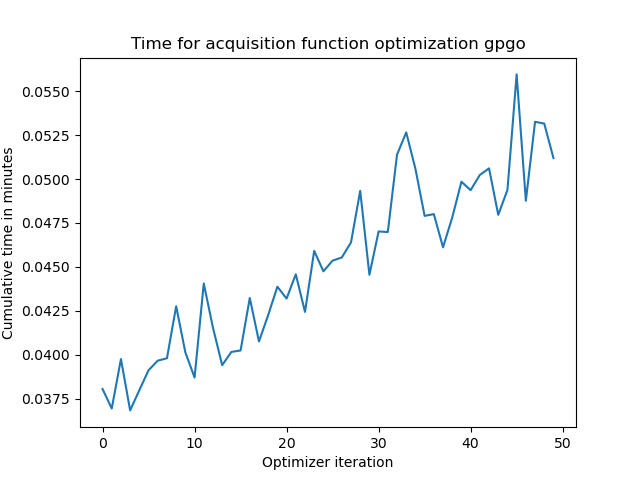 Time for acquisition function optimization gpgo
0.0550
0.0525
0.0500
0.0475
0.0450
0.0425
0.0400
0.0375
Cumulative time in minutes
0 10 20 30 40 50
Optimizer iteration